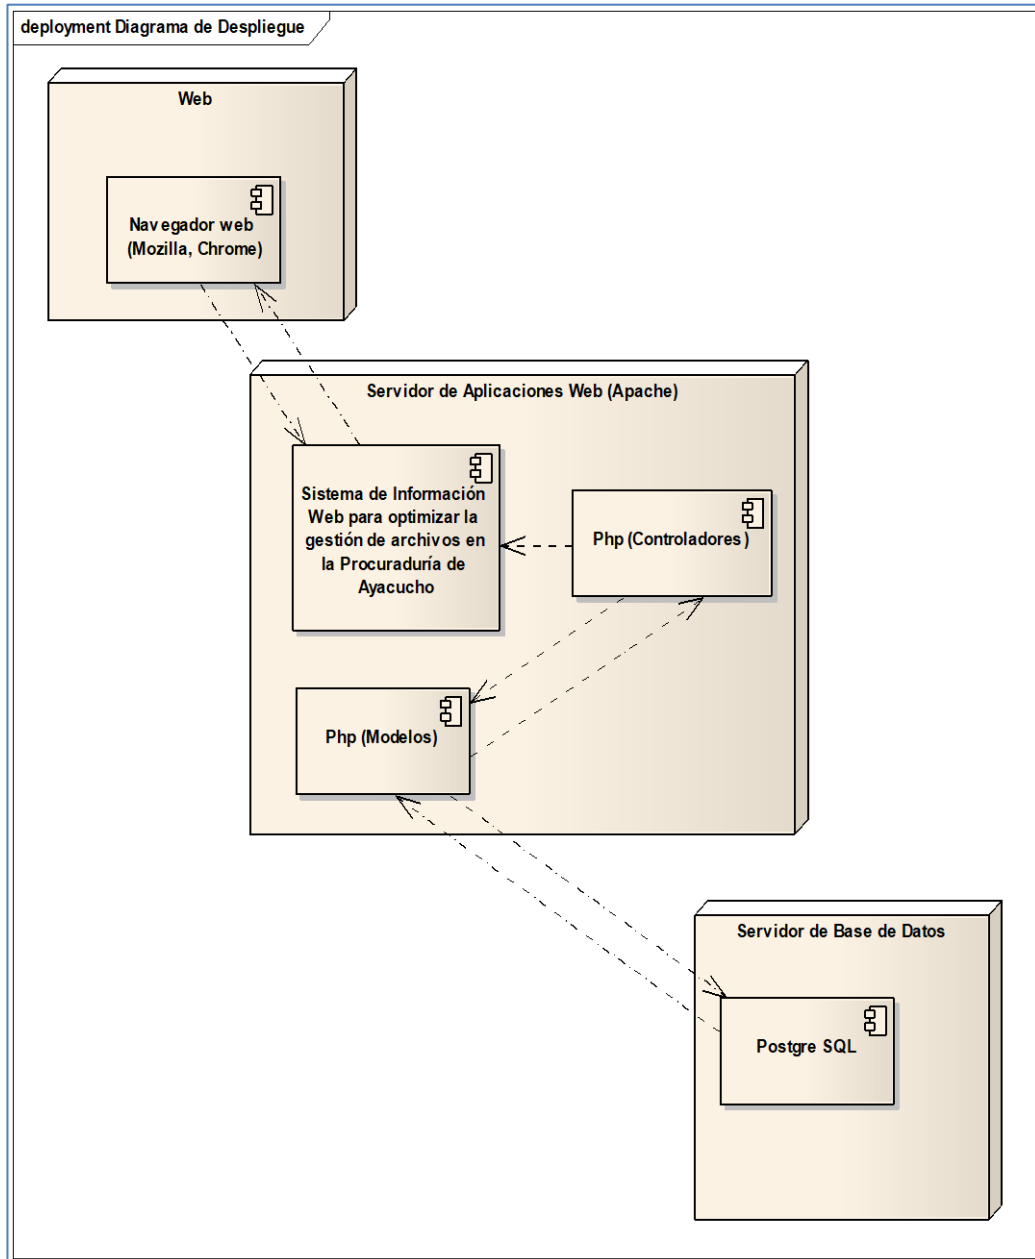 deployment Diagrama de Despliegue
Web
Navegador web
(Mozilla, Chrome)
Servidor de Aplicaciones Web (Apache)
Sistema de Información
Web para optimizar la
gestión de archivos en
la Procuraduría de
Ayacucho
Php (Controladores)
Php (Modelos)
Servidor de Base de Datos
Postgre SQL